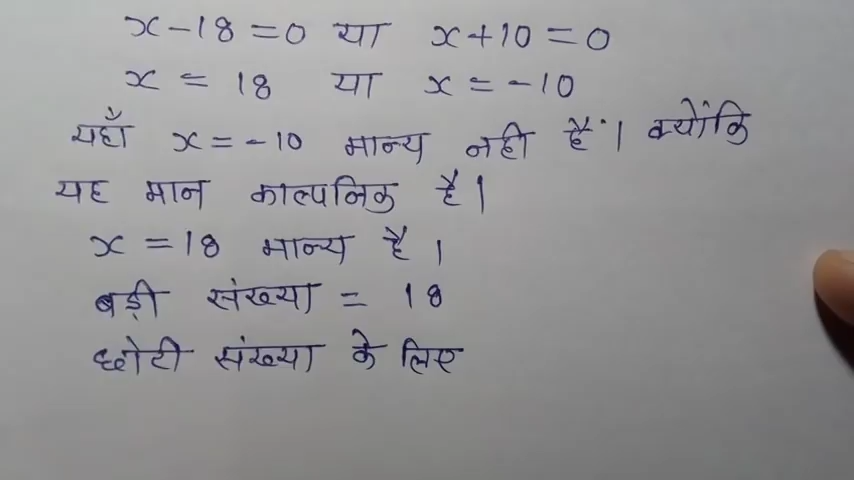 x - 18 = 0 या x + 10 = 0
x = 18 या x = - 10
यहाँ x = - 10 मान्य नही है। क्योंकि
यह मान काल्पनिक है।
x = 18 मान्य है।
बड़ी संख्या = 18
छोटी संख्या के लिए